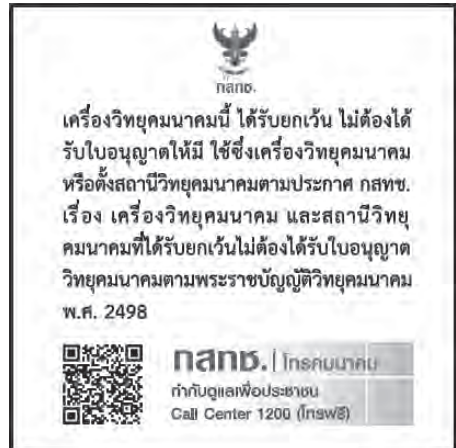 กสทช.
เครื่องวิทยุคมนาคมนี้ ได้รับยกเว้น ไม่ต้องได้
รับใบอนุญาตให้มี ใช้ซึ่งเครื่องวิทยุคมนาคม
หรือตั้งสถานีวิทยุคมนาคมตามประกาศ กสทช.
เรื่อง เครื่องวิทยุคมนาคม และสถานีวิทยุ
คมนาคมที่ได้รับยกเว้นไม่ต้องได้รับใบอนุญาต
วิทยุคมนาคมตามพระราชบัญญัติวิทยุคมนาคม
พ.ศ. 2498
กสทช. | โทรคมนาคม
กำกับดูแลเพื่อประชาชน
Call Center 1200 (โทรฟรี)